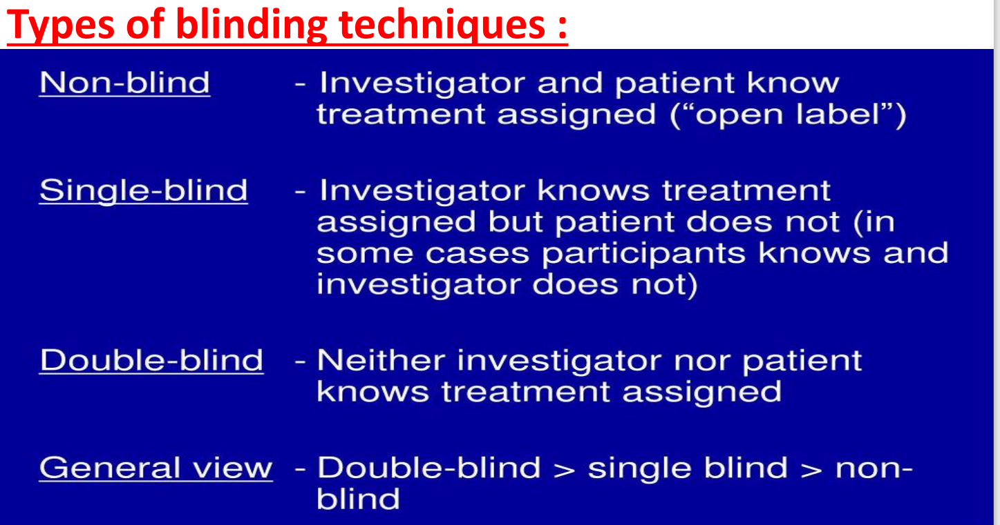 Types of blinding techniques :
Non-blind - Investigator and patient know
treatment assigned (“open label”)
Single-blind - Investigator knows treatment
assigned but patient does not (in
some cases participants knows and
investigator does not)
Double-blind - Neither investigator nor patient
knows treatment assigned
General view - Double-blind > single blind > non-
blind